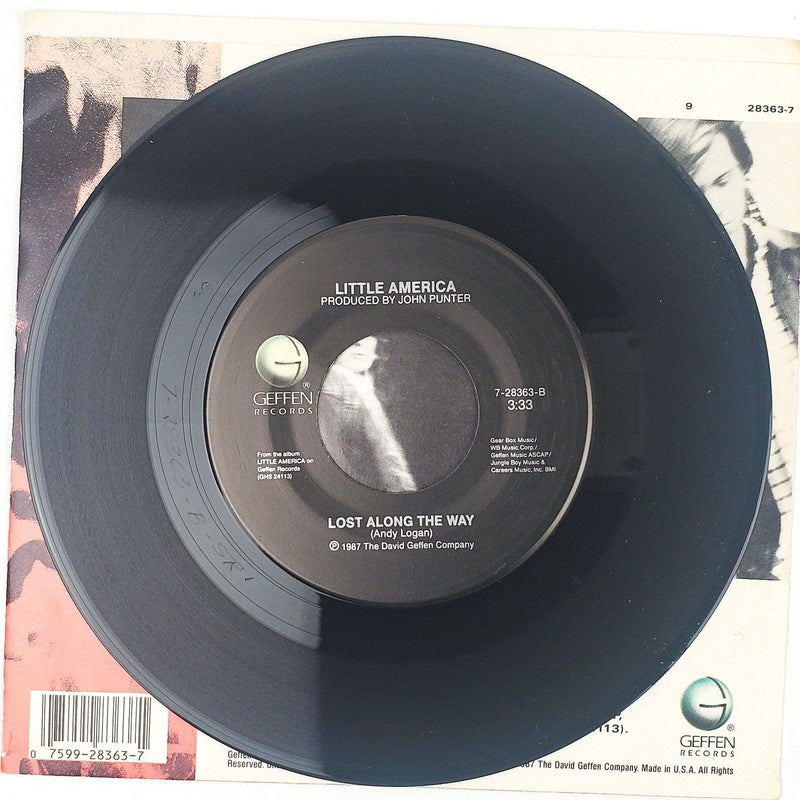 9 28363-7
LITTLE AMERICA
PRODUCED BY JOHN PUNTER
G
®
GEFFEN
RECORDS
7-28363-B
3:33
From the album
LITTLE AMERICA on
Geffen Records
(GHS 24113)
Gear Box Music/
WB Music Corp./
Geffen Music ASCAP/
Jungle Boy Music &
Careers Music, Inc. BMI
LOST ALONG THE WAY
(Andy Logan)
℗ 1987 The David Geffen Company
0 7599-28363-7
113).
G
®
GEFFEN
RECORDS
The David Geffen Company. Made in U.S.A. All Rights
Reserved.